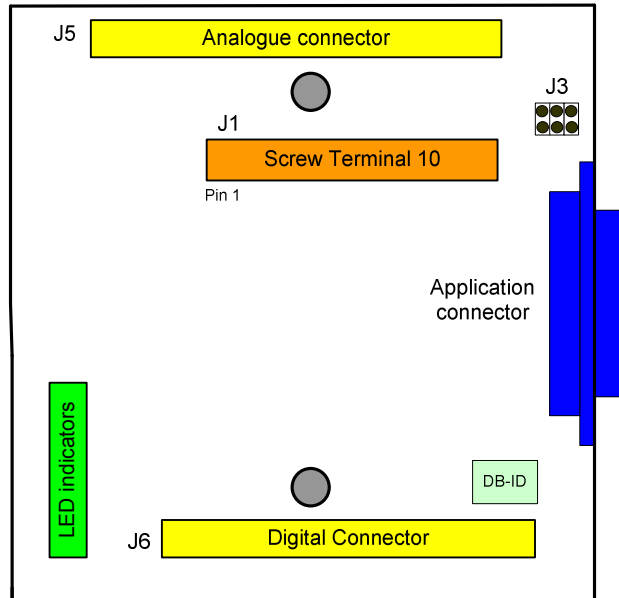 J5
Analogue connector
J3
J1
Screw Terminal 10
Pin 1
Application
connector
LED indicators
DB-ID
J6
Digital Connector